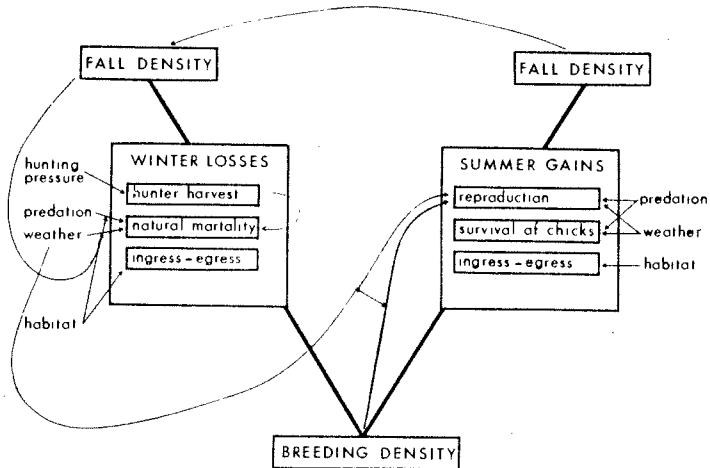 FALL DENSITY
FALL DENSITY
WINTER LOSSES
hunting
pressure
hunter harvest
predation
natural mortality
weather
ingress-egress
habitat
SUMMER GAINS
reproduction
predation
survival of chicks
weather
ingress-egress
habitat
BREEDING DENSITY